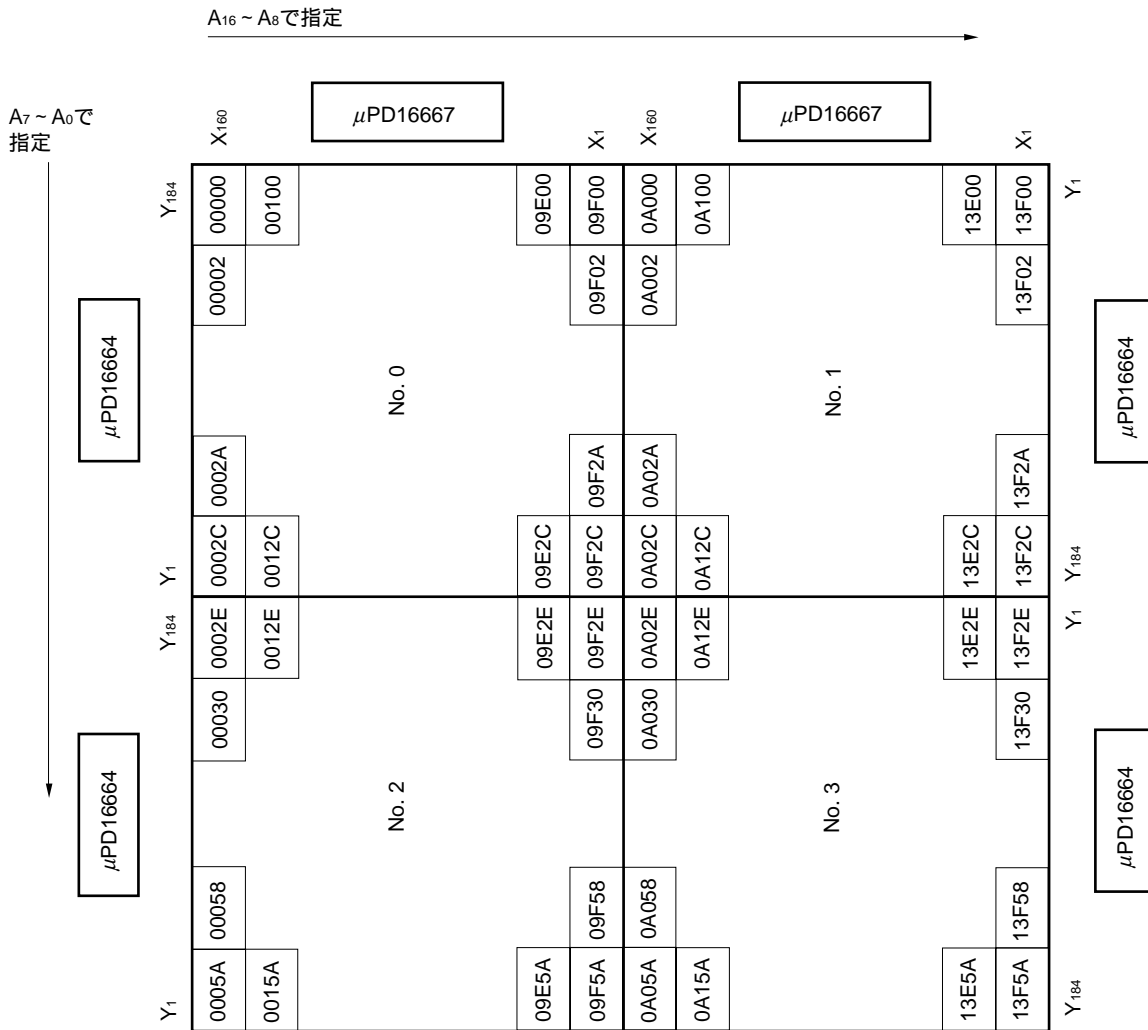 A16 ~ A8で指定
A7 ~ A0で
指定
μPD16667
μPD16667
X160
X1
X160
X1
Y184
00000
00100
09E00
09F00
0A000
0A100
13E00
13F00
Y1
00002
09F02
0A002
13F02
μPD16664
No. 0
No. 1
μPD16664
0002A
09F2A
0A02A
13F2A
Y1
0002C
0012C
09E2C
09F2C
0A02C
0A12C
13E2C
13F2C
Y184
Y184
0002E
0012E
09E2E
09F2E
0A02E
0A12E
13E2E
13F2E
Y1
00030
09F30
0A030
13F30
μPD16664
No. 2
No. 3
μPD16664
00058
09F58
0A058
13F58
Y1
0005A
0015A
09E5A
09F5A
0A05A
0A15A
13E5A
13F5A
Y184